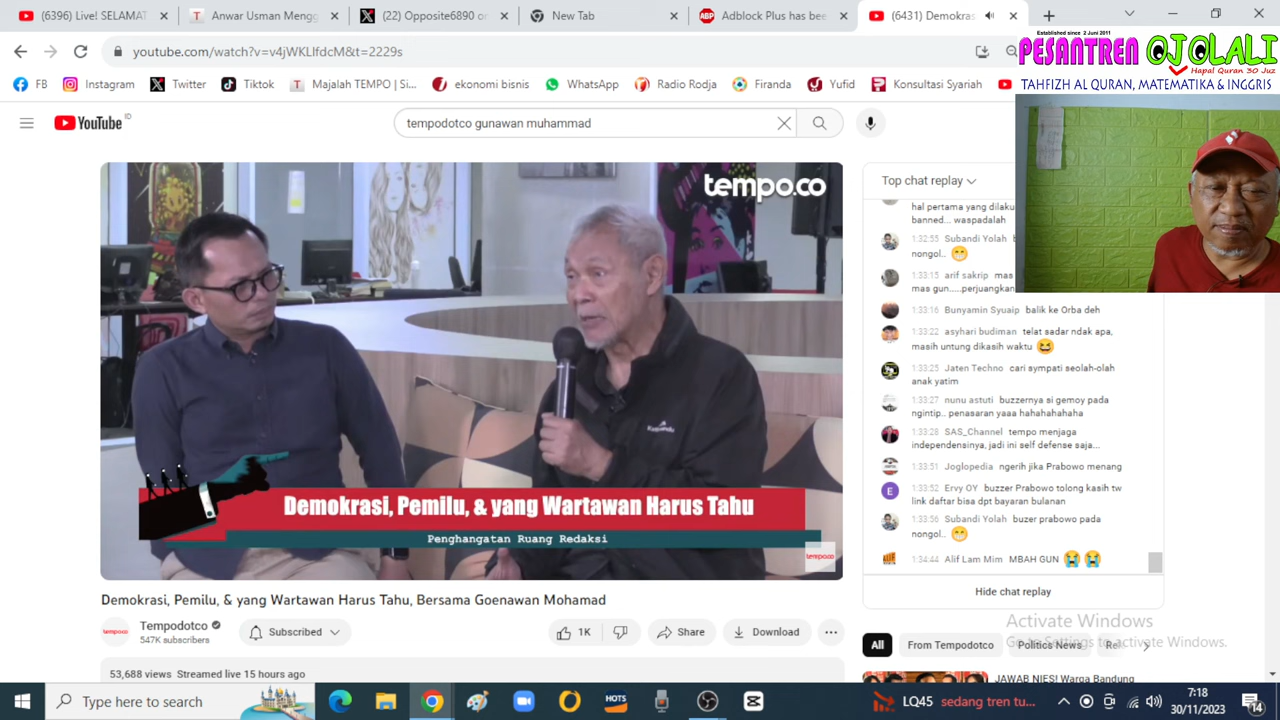 (6396) Live! SELAMAT
Anwar Usman Mengg
(22) Opposite6890 or
New Tab
Adblock Plus has bee
(6431) Demokras
youtube.com/watch?v=v4jWKLIfdcM&t=2229s
FB
Instagram
Twitter
Tiktok
Majalah TEMPO | Si...
ekonomi bisnis
WhatsApp
Radio Rodja
Firanda
Yufid
Konsultasi Syariah
Established since 2 Juni 2011
PESANTREN OJOLALI
Hapal Quran 30 Juz
TAHFIZH AL QURAN, MATEMATIKA & INGGRIS
YouTube ID
tempodotco gunawan muhammad
tempo.co
Demokrasi, Pemilu, & yang Wartawan Harus Tahu
Penghangatan Ruang Redaksi
tempo.co
Top chat replay
hal pertama yang dilaku
banned... waspadalah
1:32:55 Subandi Yolah
nongol..
1:33:15 arif sakrip mas
mas gun.....perjuangkan
1:33:16 Bunyamin Syuaip balik ke Orba deh
1:33:22 asyhari budiman telat sadar ndak apa,
masih untung dikasih waktu
1:33:25 Jaten Techno cari sympati seolah-olah
anak yatim
1:33:27 nunu astuti buzzernya si gemoy pada
ngintip.. penasaran yaaa hahahahahaha
1:33:28 SAS_Channel tempo menjaga
independensinya, jadi ini self defense saja...
1:33:51 Joglopedia ngerih jika Prabowo menang
1:33:52 Ervy OY buzzer Prabowo tolong kasih tw
link daftar bisa dpt bayaran bulanan
1:33:56 Subandi Yolah buzer prabowo pada
nongol..
1:34:44 Alif Lam Mim MBAH GUN
Hide chat replay
Demokrasi, Pemilu, & yang Wartawan Harus Tahu, Bersama Goenawan Mohamad
Tempodotco
547K subscribers
Subscribed
1K
Share
Download
53,688 views Streamed live 15 hours ago
Activate Windows
Go to Settings to activate Windows.
All
From Tempodotco
Politics News
Re
JAWAB NIES! Warga Bandung
Type here to search
HOTS
LQ45 sedang tren tu...
7:18
30/11/2023
14